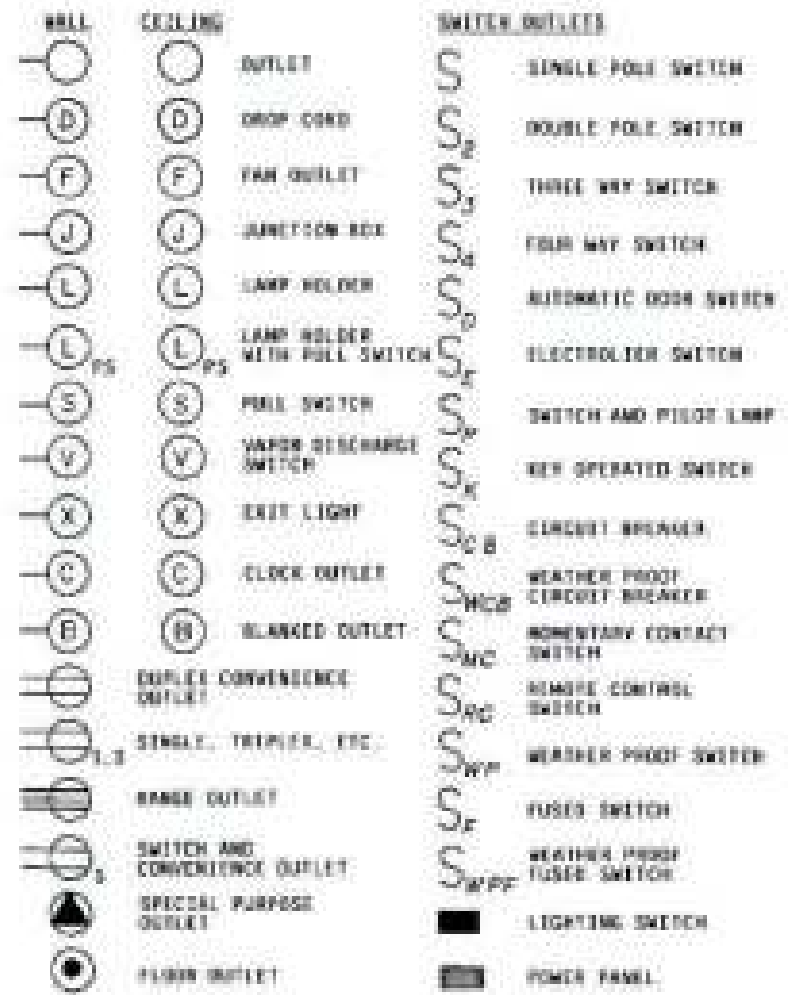 WALL CEILING SWITCH OUTLETS
OUTLET
D D DROP CORD
F F FAN OUTLET
J J JUNCTION BOX
L L LAMP HOLDER
L PS L PS LAMP HOLDER
WITH PULL SWITCH
S S PULL SWITCH
V V VAPOR DISCHARGE
SWITCH
X X EXIT LIGHT
C C CLOCK OUTLET
B B BLANKED OUTLET
DUPLEX CONVENIENCE
OUTLET
1,3 SINGLE, TRIPLEX, ETC.
RANGE OUTLET
S SWITCH AND
CONVENIENCE OUTLET
SPECIAL PURPOSE
OUTLET
FLOOR OUTLET
S SINGLE POLE SWITCH
S2 DOUBLE POLE SWITCH
S3 THREE WAY SWITCH
S4 FOUR WAY SWITCH
SD AUTOMATIC DOOR SWITCH
S ELECTROLIER SWITCH
S SWITCH AND PILOT LAMP
SK KEY OPERATED SWITCH
SCB CIRCUIT BREAKER
SWCB WEATHER PROOF
CIRCUIT BREAKER
SMC MOMENTARY CONTACT
SWITCH
SRC REMOTE CONTROL
SWITCH
SWP WEATHER PROOF SWITCH
SF FUSED SWITCH
SWPF WEATHER PROOF
FUSED SWITCH
LIGHTING SWITCH
POWER PANEL